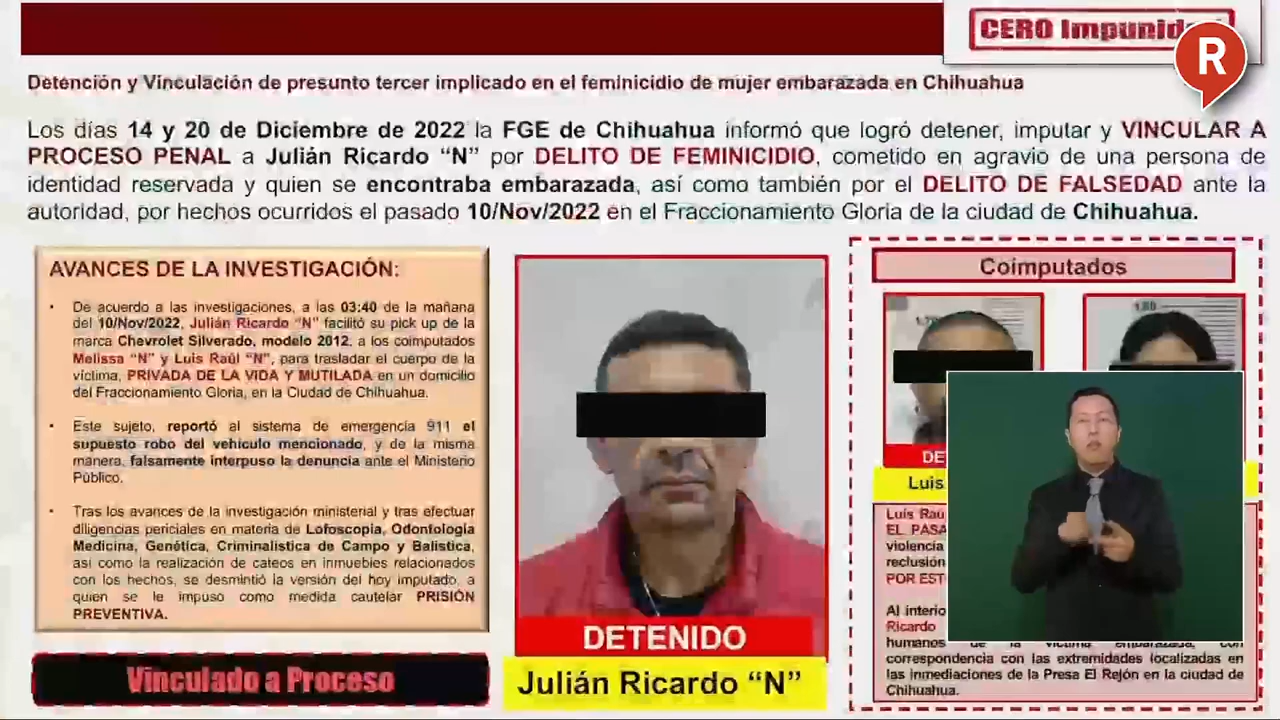 CERO Impunid
R
Detención y Vinculación de presunto tercer implicado en el feminicidio de mujer embarazada en Chihuahua
Los días 14 y 20 de Diciembre de 2022 la FGE de Chihuahua informó que logró detener, imputar y VINCULAR A
PROCESO PENAL a Julián Ricardo “N” por DELITO DE FEMINICIDIO, cometido en agravio de una persona de
identidad reservada y quien se encontraba embarazada, así como también por el DELITO DE FALSEDAD ante la
autoridad, por hechos ocurridos el pasado 10/Nov/2022 en el Fraccionamiento Gloria de la ciudad de Chihuahua.
AVANCES DE LA INVESTIGACIÓN:
• De acuerdo a las investigaciones, a las 03:40 de la mañana
del 10/Nov/2022, Julián Ricardo “N” facilitó su pick up de la
marca Chevrolet Silverado, modelo 2012, a los coimputados
Melissa “N” y Luis Raúl “N”, para trasladar el cuerpo de la
víctima, PRIVADA DE LA VIDA Y MUTILADA en un domicilio
del Fraccionamiento Gloria, en la Ciudad de Chihuahua.
• Este sujeto, reportó al sistema de emergencia 911 el
supuesto robo del vehículo mencionado, y de la misma
manera, falsamente interpuso la denuncia ante el Ministerio
Público.
• Tras los avances de la investigación ministerial y tras efectuar
diligencias periciales en materia de Lofoscopia, Odontología
Medicina, Genética, Criminalística de Campo y Balística,
así como la realización de cateos en inmuebles relacionados
con los hechos, se desmintió la versión del hoy imputado, a
quien se le impuso como medida cautelar PRISIÓN
PREVENTIVA.
Vinculado a Proceso
DETENIDO
Julián Ricardo “N”
Coimputados
DE
Luis
Luis Raú
EL PASA
violencia
reclusión
POR EST
Al interio
Ricardo
humanos de la víctima embarazada, con
correspondencia con las extremidades localizadas en
las inmediaciones de la Presa El Rejón en la ciudad de
Chihuahua.